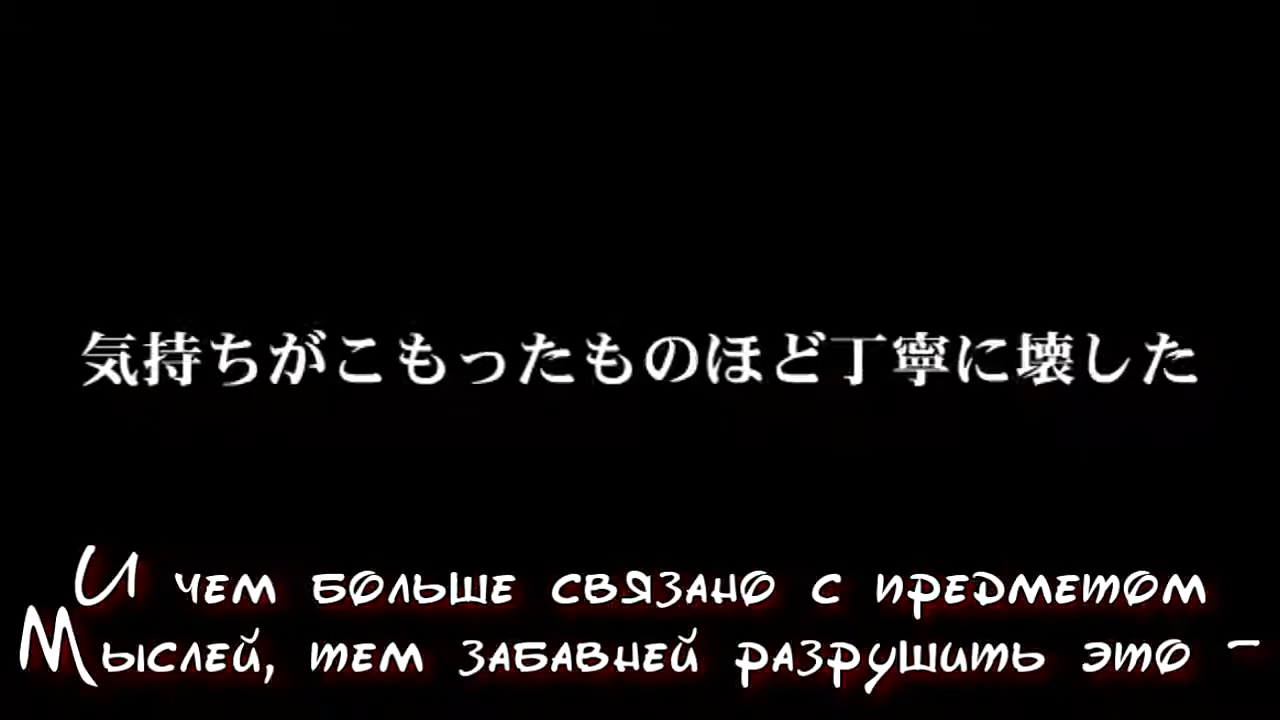 気持ちがこもったものほど丁寧に壊した
И чем больше связано с предметом
Мыслей, тем забавней разрушить это -